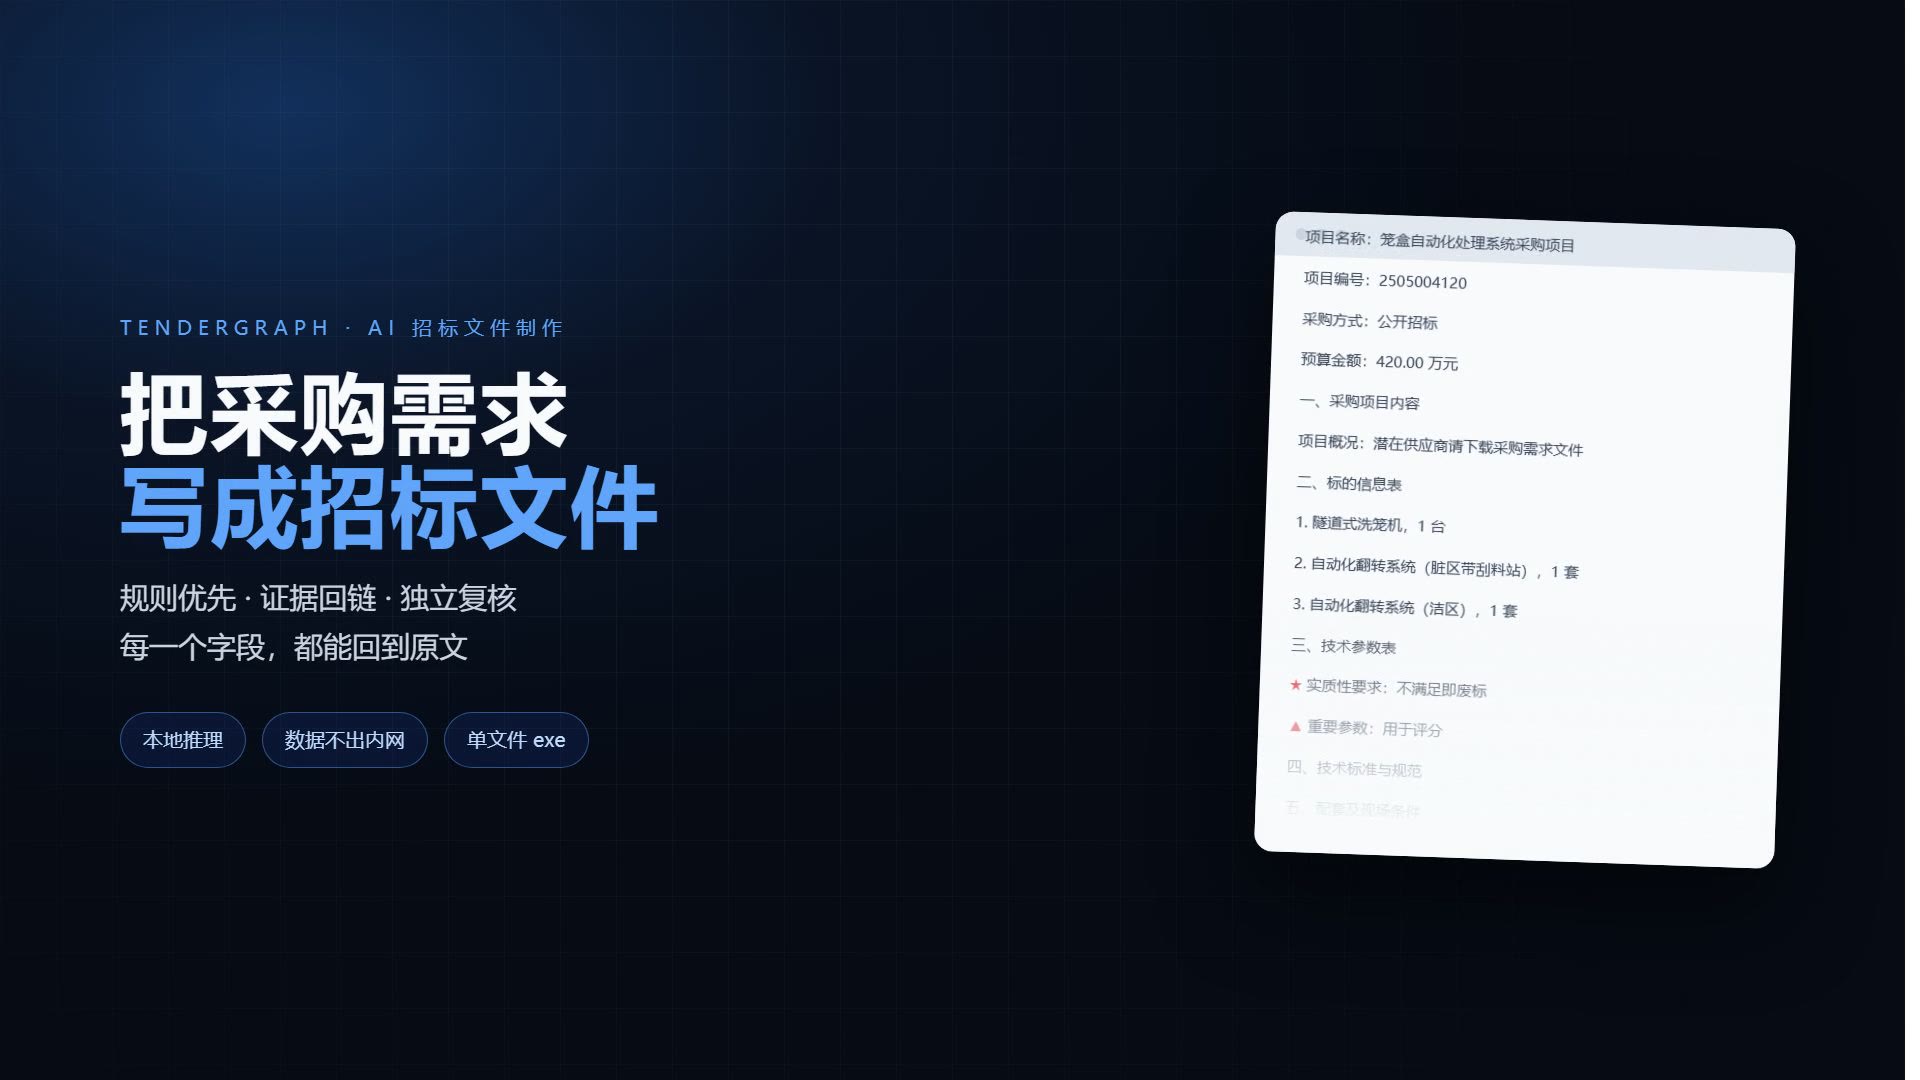 TENDERGRAPH · AI 招标文件制作
把采购需求
写成招标文件
规则优先 · 证据回链 · 独立复核
每一个字段，都能回到原文
本地推理
数据不出内网
单文件 exe
项目名称：笼盒自动化处理系统采购项目
项目编号：2505004120
采购方式：公开招标
预算金额：420.00 万元
一、采购项目内容
项目概况：潜在供应商请下载采购需求文件
二、标的信息表
1. 隧道式洗笼机，1 台
2. 自动化翻转系统（脏区带刮料站），1 套
3. 自动化翻转系统（洁区），1 套
三、技术参数表
★ 实质性要求：不满足即废标
▲ 重要参数：用于评分
四、技术标准与规范
五、配套及现场条件